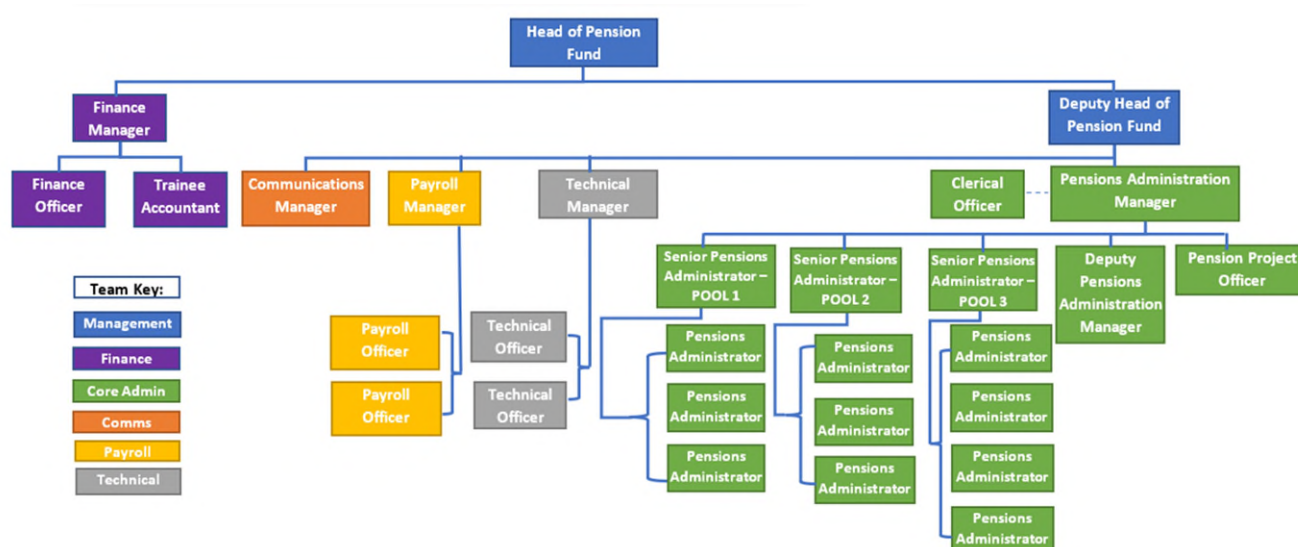 Head of Pension
Fund
Finance
Manager
Deputy Head of
Pension Fund
Finance
Officer
Trainee
Accountant
Communications
Manager
Payroll
Manager
Technical
Manager
Clerical
Officer
Pensions Administration
Manager
Senior Pensions
Administrator –
POOL 1
Senior Pensions
Administrator –
POOL 2
Senior Pensions
Administrator –
POOL 3
Deputy
Pensions
Administration
Manager
Pension Project
Officer
Team Key:
Management
Finance
Core Admin
Comms
Payroll
Technical
Payroll
Officer
Payroll
Officer
Technical
Officer
Technical
Officer
Pensions
Administrator
Pensions
Administrator
Pensions
Administrator
Pensions
Administrator
Pensions
Administrator
Pensions
Administrator
Pensions
Administrator
Pensions
Administrator
Pensions
Administrator
Pensions
Administrator